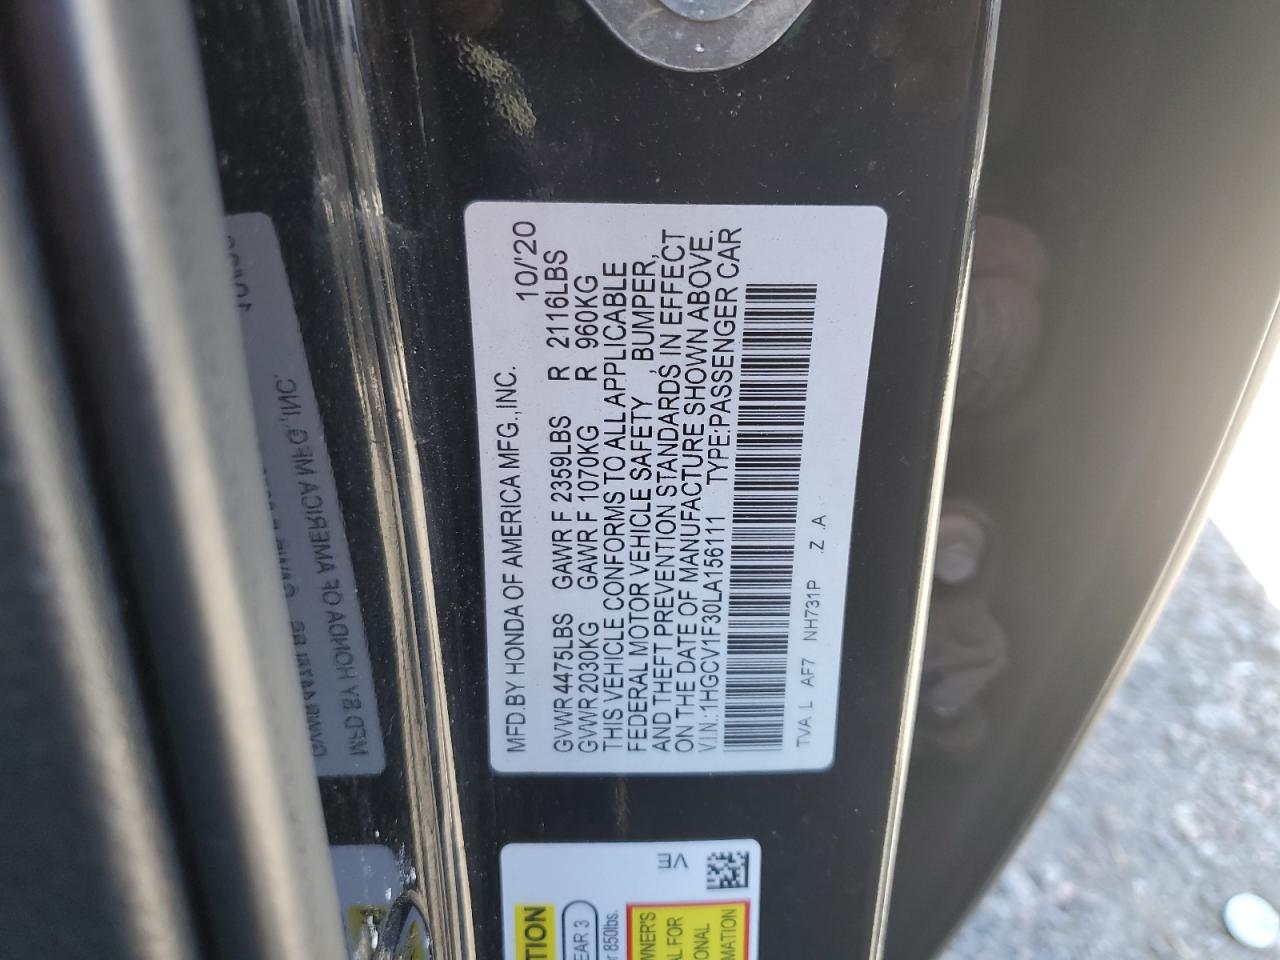 MFD. BY HONDA OF AMERICA MFG., INC. 10/'20
GVWR 4475LBS GAWR F 2359LBS R 2116LBS
GVWR 2030KG GAWR F 1070KG R 960KG
THIS VEHICLE CONFORMS TO ALL APPLICABLE
FEDERAL MOTOR VEHICLE SAFETY , BUMPER,
AND THEFT PREVENTION STANDARDS IN EFFECT
ON THE DATE OF MANUFACTURE SHOWN ABOVE.
V.I.N.: 1HGCV1F30LA156111 TYPE:PASSENGER CAR
TVA L AF7 NH731P .Z .A
VE